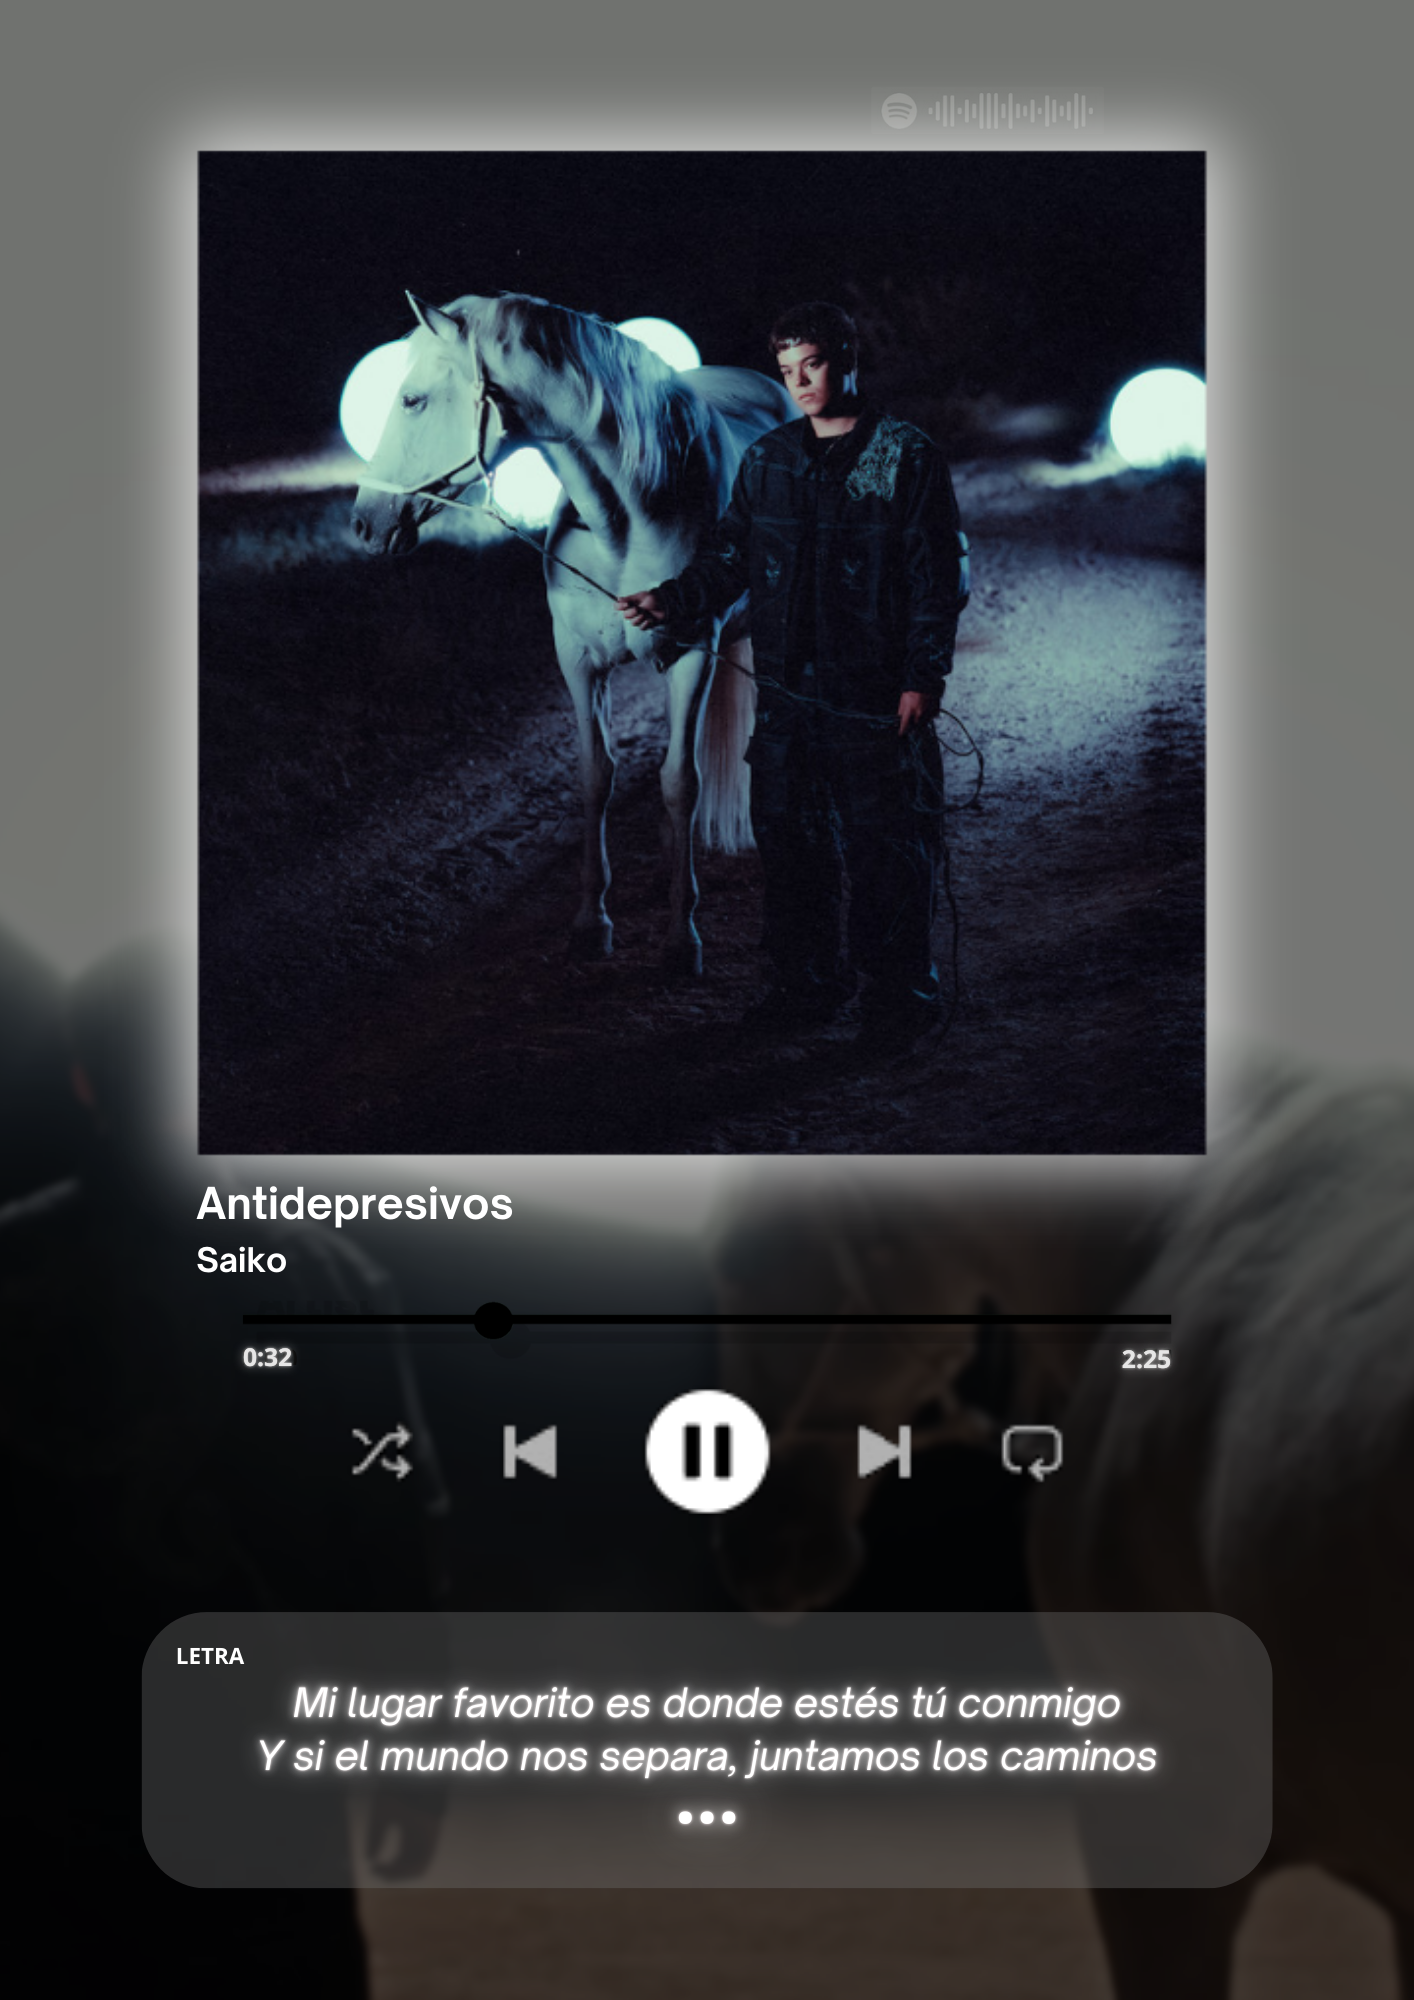 Antidepresivos
Saiko
0:32
2:25
LETRA
Mi lugar favorito es donde estés tú conmigo
Y si el mundo nos separa, juntamos los caminos
•••